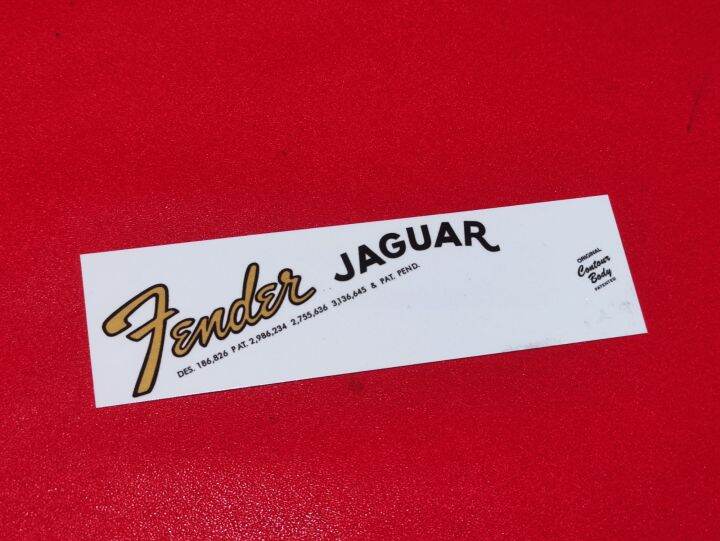 Fender JAGUAR
DES. 186,826 PAT. 2,986,234 2,755,636 3,136,645 & PAT. PEND.
ORIGINAL
Contour
Body
PATENTED